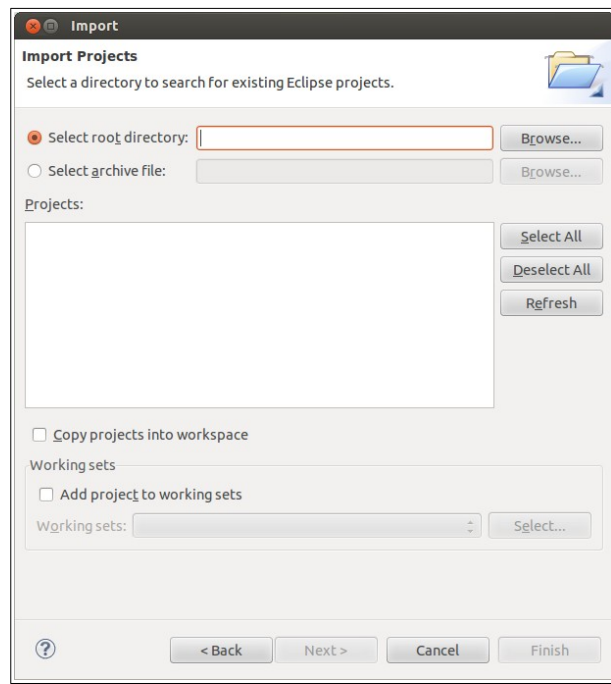 Import
Import Projects
Select a directory to search for existing Eclipse projects.
Select root directory:
Browse...
Select archive file:
Browse...
Projects:
Select All
Deselect All
Refresh
Copy projects into workspace
Working sets
Add project to working sets
Working sets:
Select...
?
< Back
Next >
Cancel
Finish